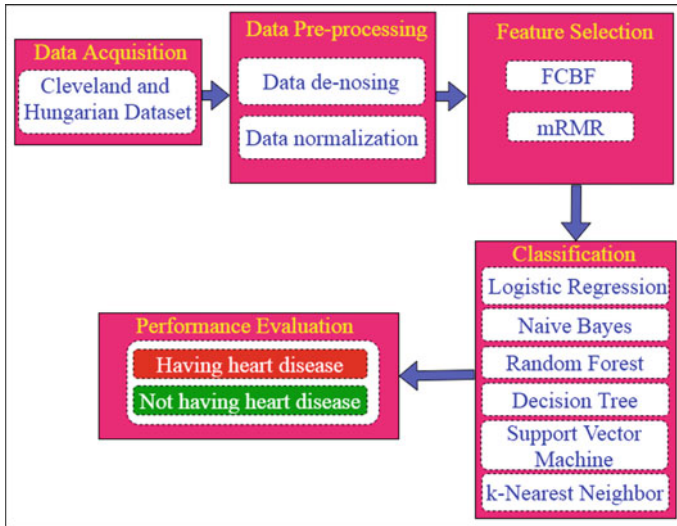 Data Acquisition
Cleveland and
Hungarian Dataset
Data Pre-processing
Data de-nosing
Data normalization
Feature Selection
FCBF
mRMR
Classification
Logistic Regression
Naive Bayes
Random Forest
Decision Tree
Support Vector
Machine
k-Nearest Neighbor
Performance Evaluation
Having heart disease
Not having heart disease